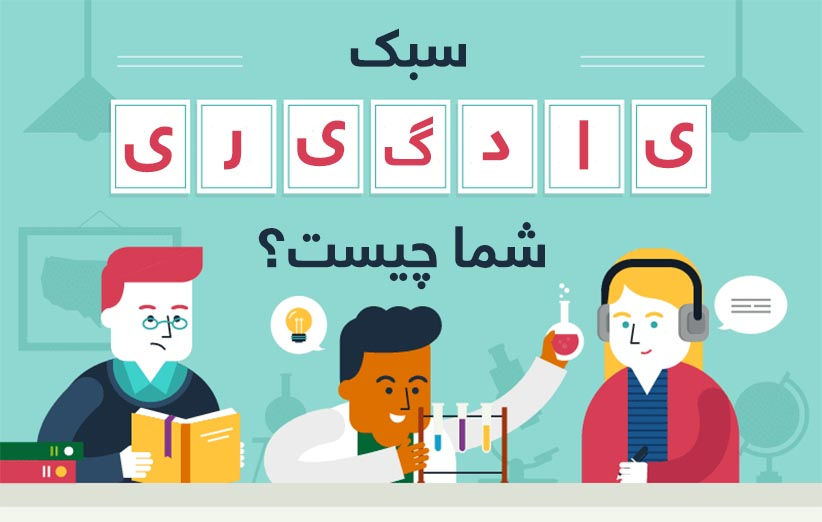 سبک
ی ا د گ ی ر ی
شما چیست؟